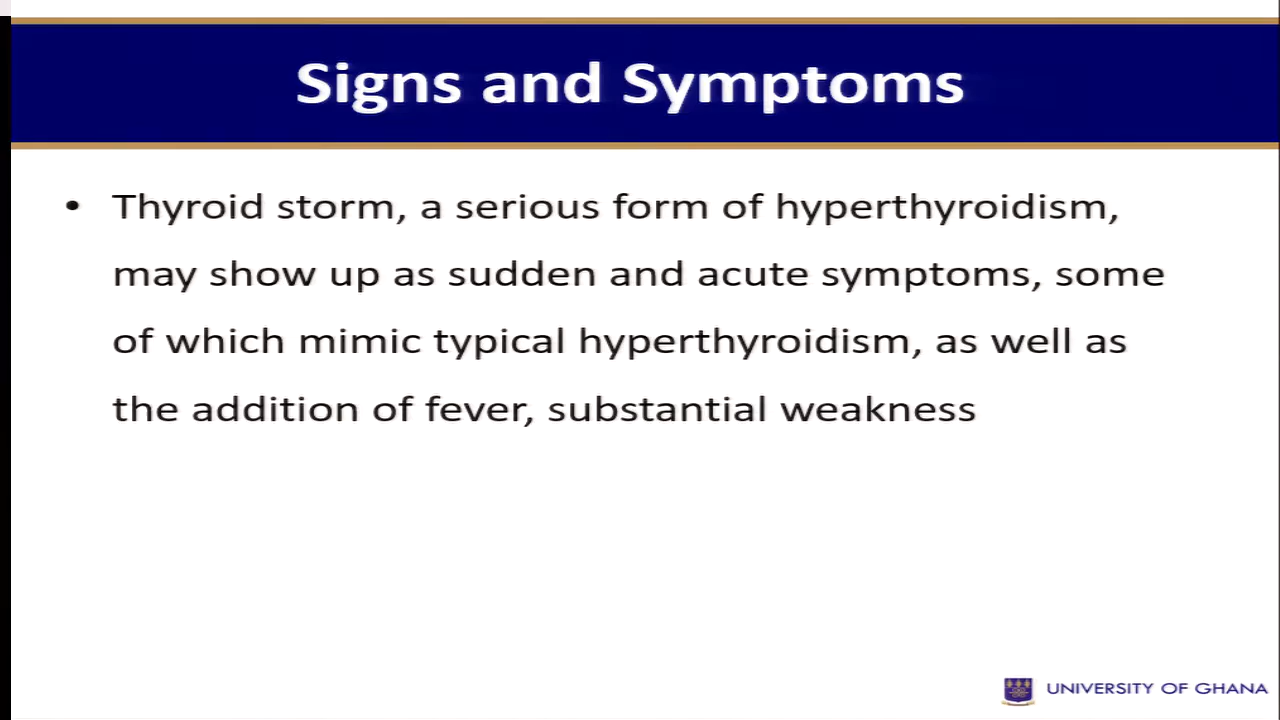 Signs and Symptoms
• Thyroid storm, a serious form of hyperthyroidism,
may show up as sudden and acute symptoms, some
of which mimic typical hyperthyroidism, as well as
the addition of fever, substantial weakness
UNIVERSITY OF GHANA